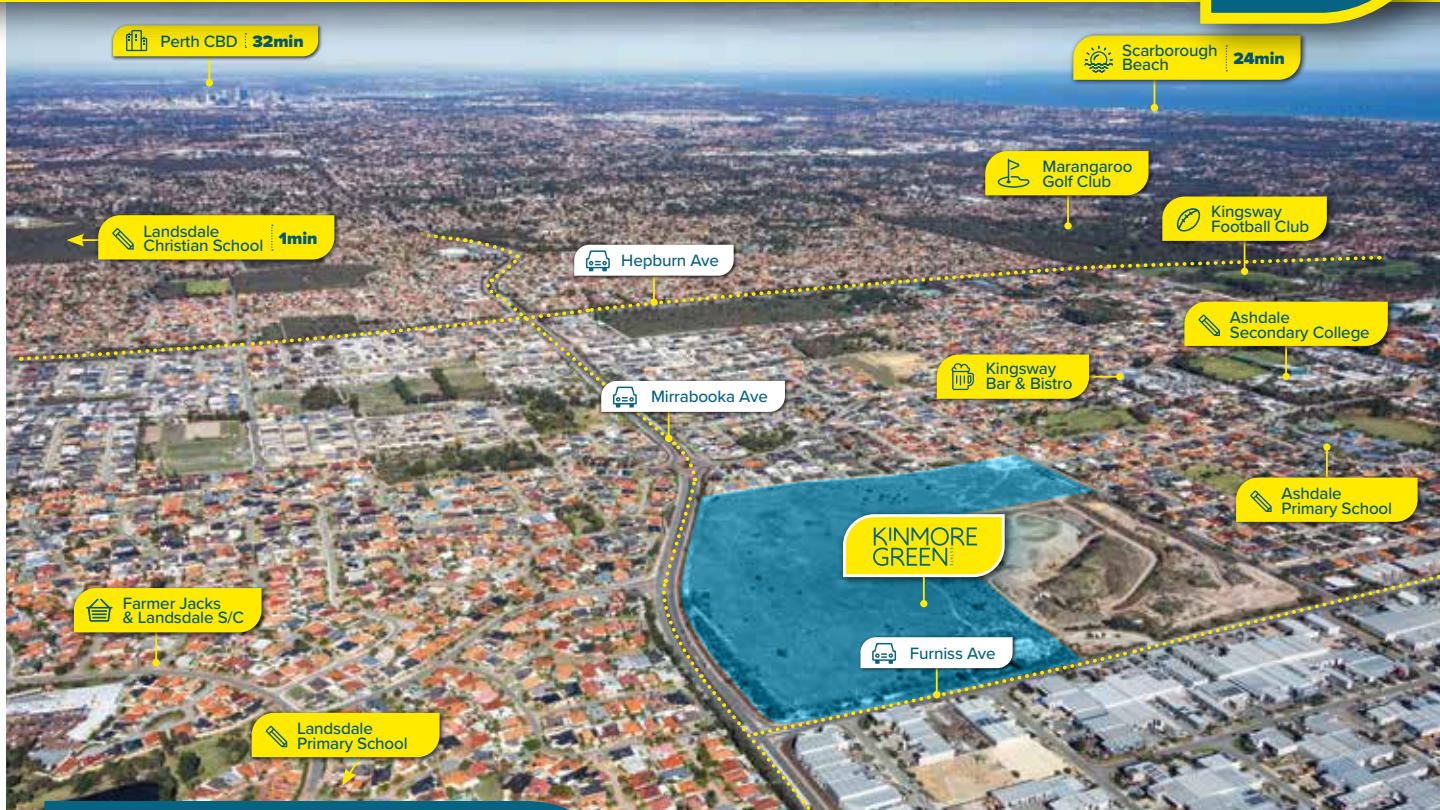 Perth CBD 32min
Scarborough
Beach 24min
Marangaroo
Golf Club
Kingsway
Football Club
Landsdale
Christian School 1min
Hepburn Ave
Ashdale
Secondary College
Kingsway
Bar & Bistro
Mirrabooka Ave
Ashdale
Primary School
KINMORE
GREEN
Farmer Jacks
& Landsdale S/C
Furniss Ave
Landsdale
Primary School